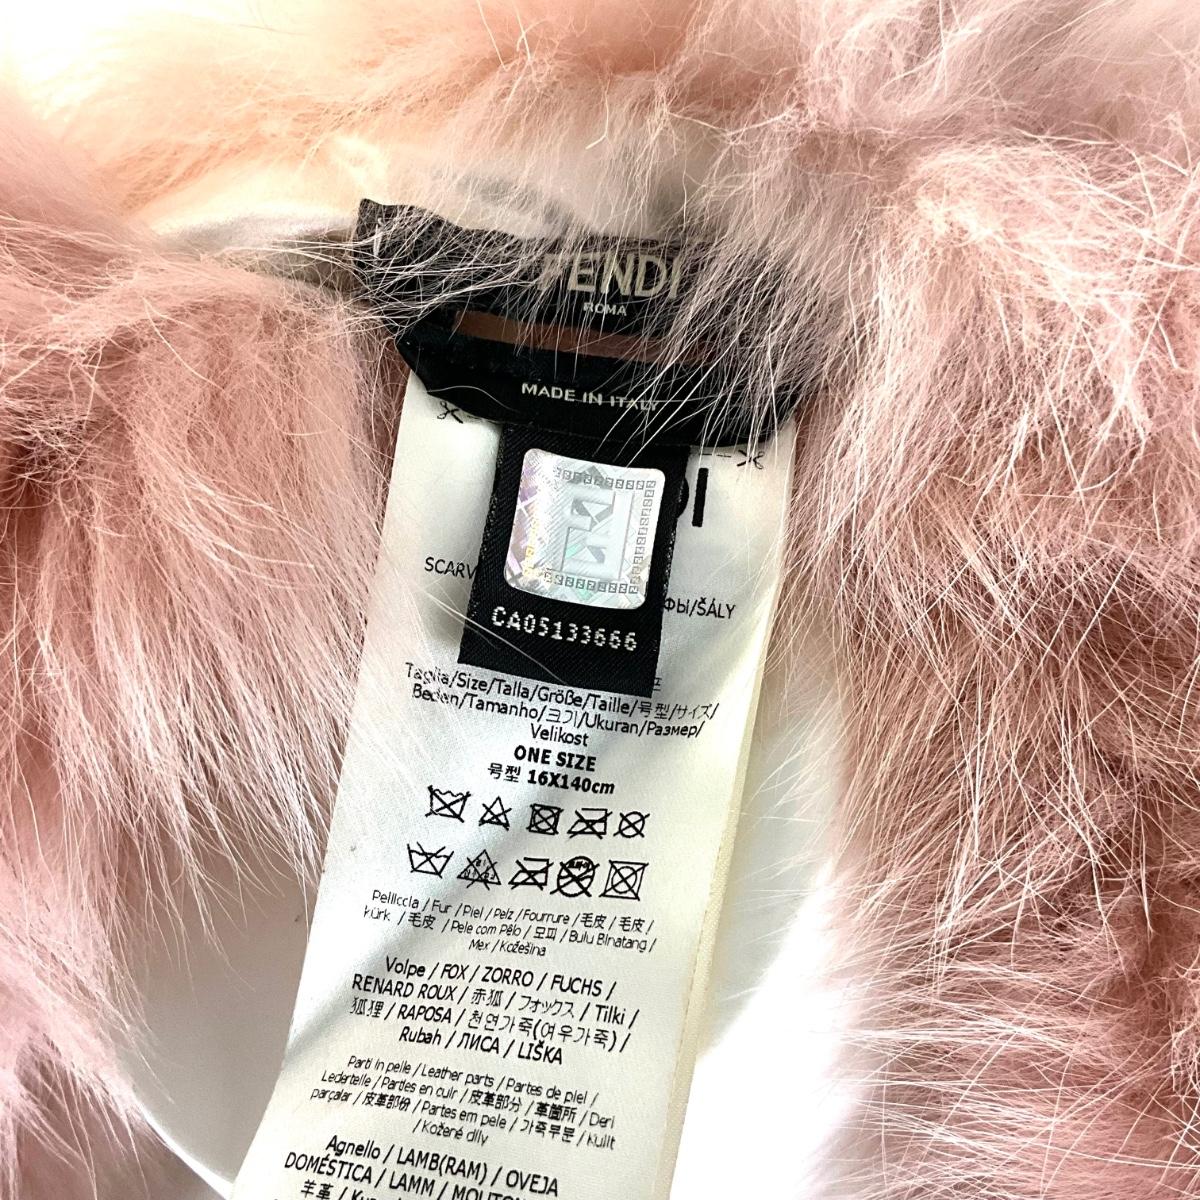 FENDI
ROMA
MADE IN ITALY
DI
SCARV
ФЫ/ŠÁLY
CA05133666
Taglia/Size/Talla/Größe/Taille/号型/サイズ/
Beden/Tamanho/크기/Ukuran/Размер/
Velikost
ONE SIZE
号型 16X140cm
Pelliccia / Fur / Piel / Pelz / Fourrure / 毛皮 / 毛皮 /
Kürk / 毛皮 / Pele com Pêlo / 모피 / Bulu Binatang /
Mex / Kožešina
Volpe / FOX / ZORRO / FUCHS /
RENARD ROUX / 赤狐 / フォックス / Tilki /
狐狸 / RAPOSA / 천연가죽(여우가죽) /
Rubah / ЛИСА / LIŠKA
Parti in pelle / Leather parts / Partes de piel /
Lederteile / Parties en cuir / 皮革部分 / 革箇所 / Deri
parçalar / 皮革部份 / Partes em pele / 가죽부분 / Kulit
/ Kožené díly
Agnello / LAMB(RAM) / OVEJA
DOMÉSTICA / LAMM / MOUTON
羊革 /